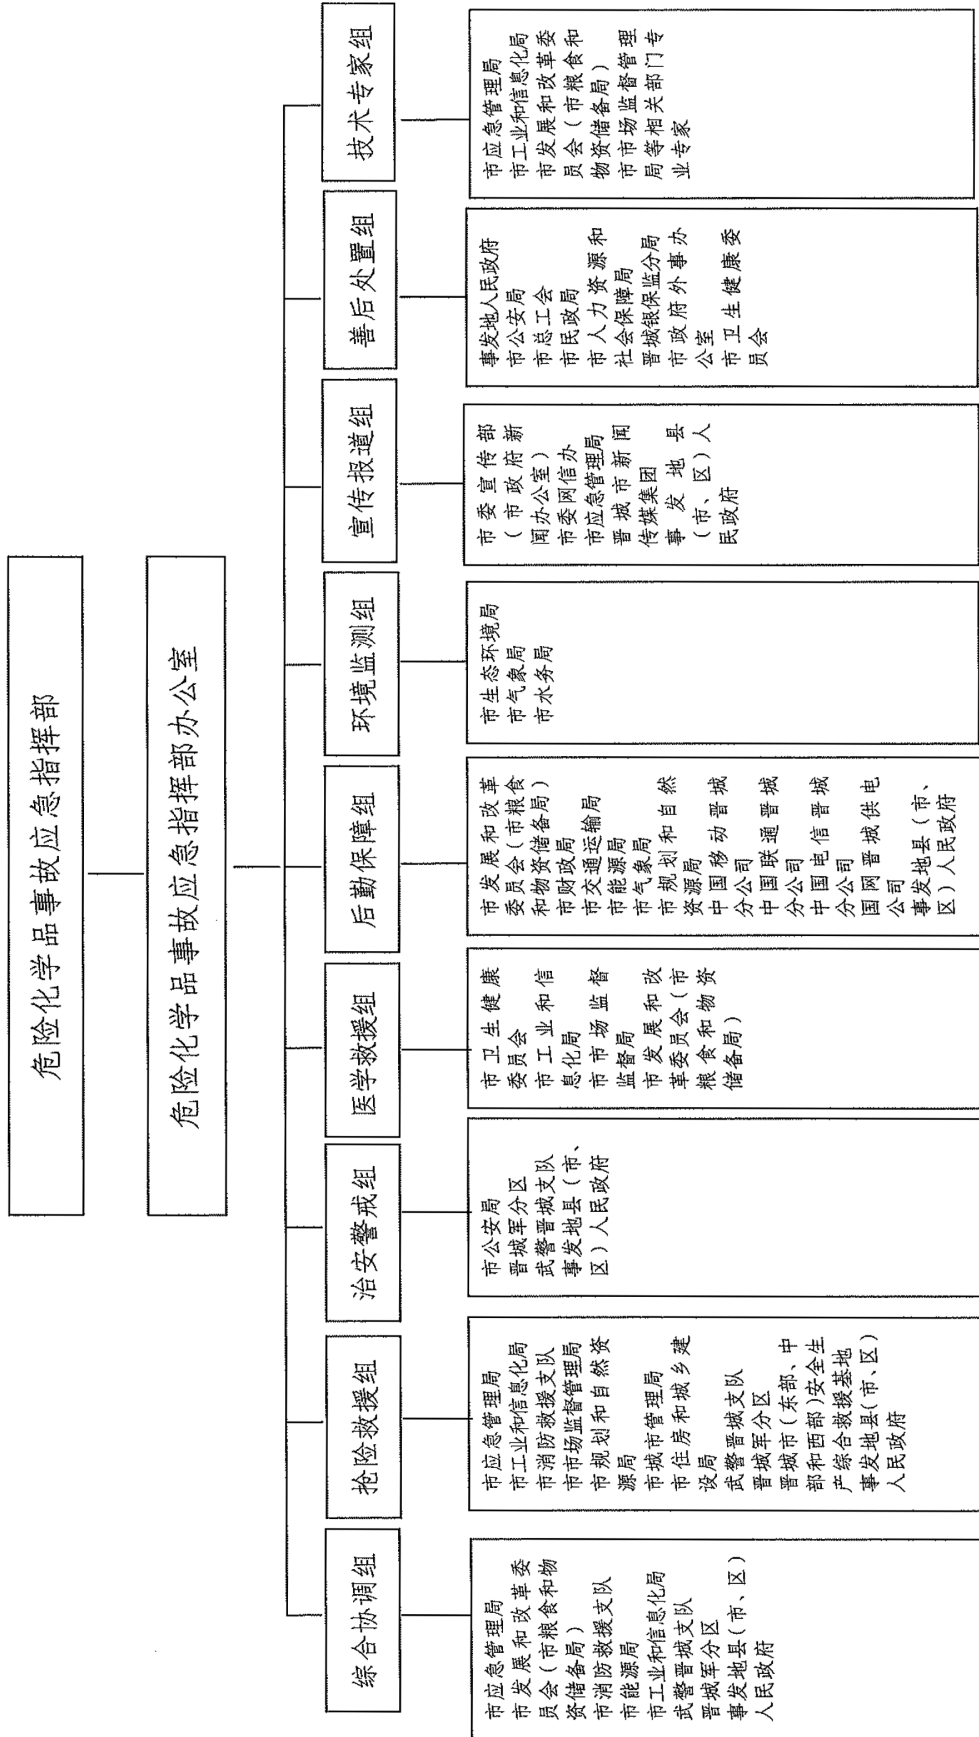 危险化学品事故应急指挥部
危险化学品事故应急指挥部办公室
综合协调组
抢险救援组
治安警戒组
医学救援组
后勤保障组
环境监测组
宣传报道组
善后处置组
技术专家组
市应急管理局
市发展和改革委
员会（市粮食和物
资储备局）
市消防救援支队
市能源局
市工业和信息化局
武警晋城支队
晋城军分区
事发地县（市、区）
人民政府
市应急管理局
市工业和信息化局
市消防救援支队
市市场监督管理局
市规划和自然资
源局
市城市管理局
市住房和城乡建
设局
武警晋城支队
晋城军分区
晋城市（东部、中
部和西部）安全生
产综合救援基地
事发地县（市、区）
人民政府
市公安局
晋城军分区
武警晋城支队
事发地县（市、
区）人民政府
市卫生健康
委员会
市工业和信
息化局
市市场监督
监督局
市发展和改
革委员会（市
粮食和物资
储备局）
市发展和改革
委员会（市粮食
和物资储备局）
市财政局
市交通运输局
市能源局
市气象局
市规划和自然
资源局
中国移动晋城
分公司
中国联通晋城
分公司
中国电信晋城
分公司
国网晋城供电
公司
事发地县（市、
区）人民政府
市生态环境局
市气象局
市水务局
市委宣传部
（市政府新
闻办公室）
市委网信办
市应急管理局
晋城市新闻
传媒集团
事发地县
（市、区）人
民政府
事发地人民政府
市公安局
市总工会
市民政局
市人力资源和
社会保障局
晋城银保监分局
市政府外事办
公室
市卫生健康委
员会
市应急管理局
市工业和信息化局
市发展和改革委
员会（市粮食和
物资储备局）
市市场监督管理
局等相关部门专
业专家